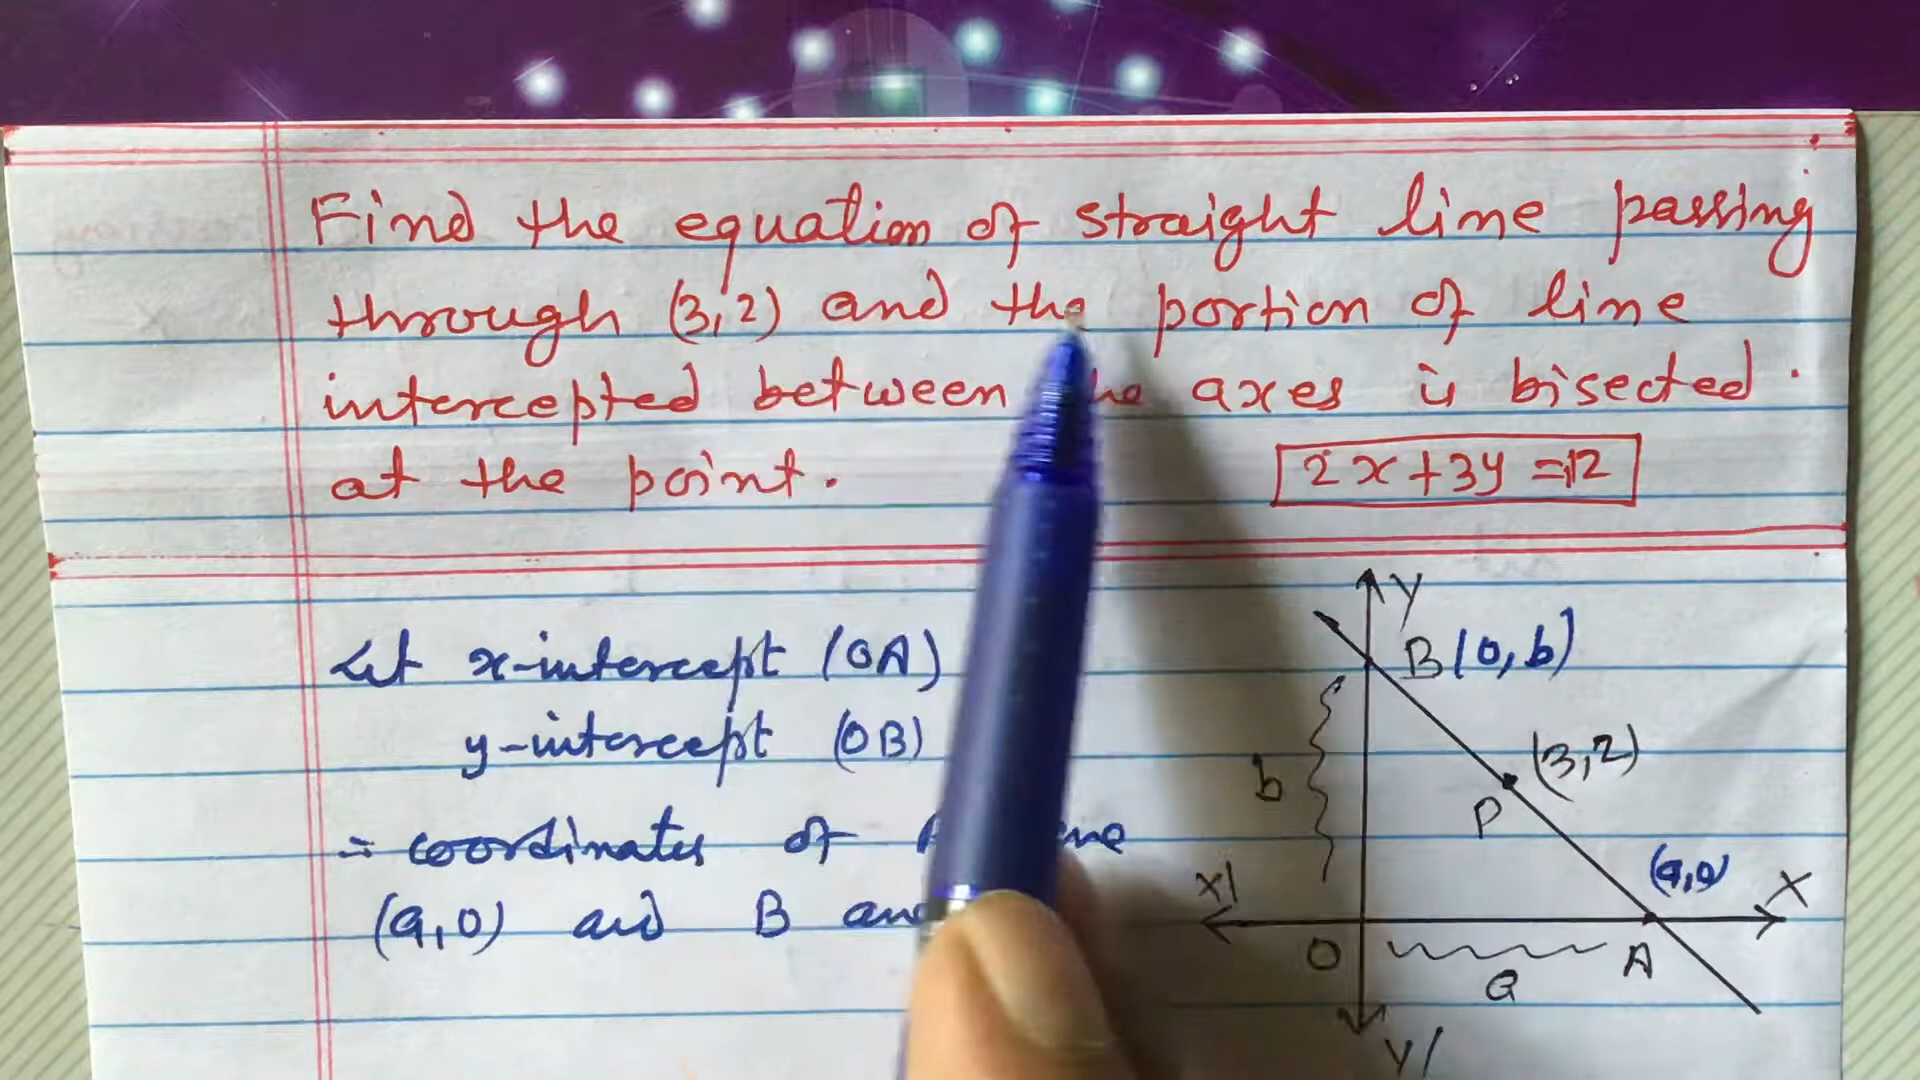 Find the equation of straight line passing
through (3,2) and the portion of line
intercepted between axes is bisected
at the point.
2x+3y=12
Let x-intercept (OA)
y-intercept (OB)
coordinates of
(a,0) and B
Y
B(0,b)
(3,2)
b
P
(a,0)
X
X'
O
A
a
Y'